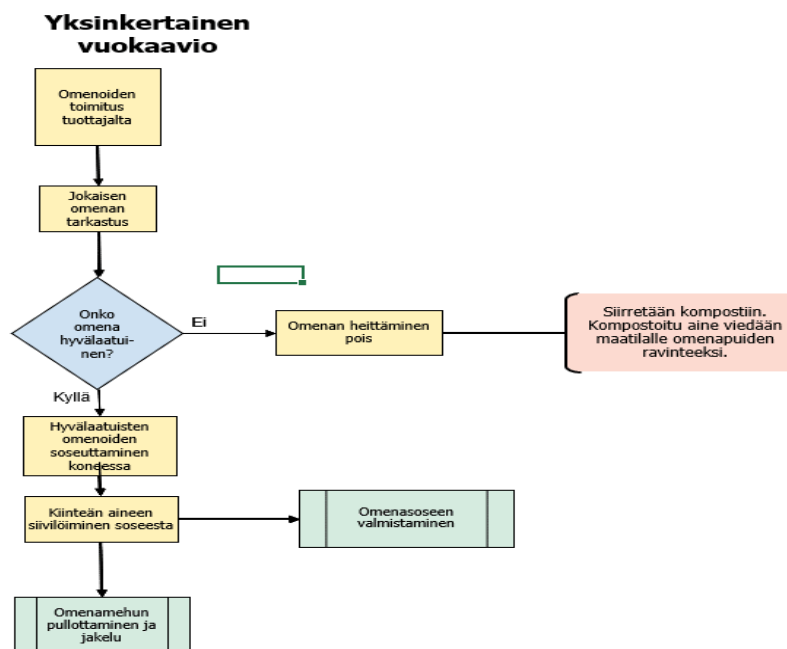 Yksinkertainen
vuokaavio
Omenoiden
toimitus
tuottajalta
Jokaisen
omenan
tarkastus
Onko
omena
hyvälaatui-
nen?
Ei
Omenan heittäminen
pois
Siirretään kompostiin.
Kompostoitu aine viedään
maatilalle omenapuiden
ravinteeksi.
Kyllä
Hyvälaatuisten
omenoiden
soseuttaminen
koneessa
Kiinteän aineen
siivilöiminen soseesta
Omenasoseen
valmistaminen
Omenamehun
pullottaminen ja
jakelu